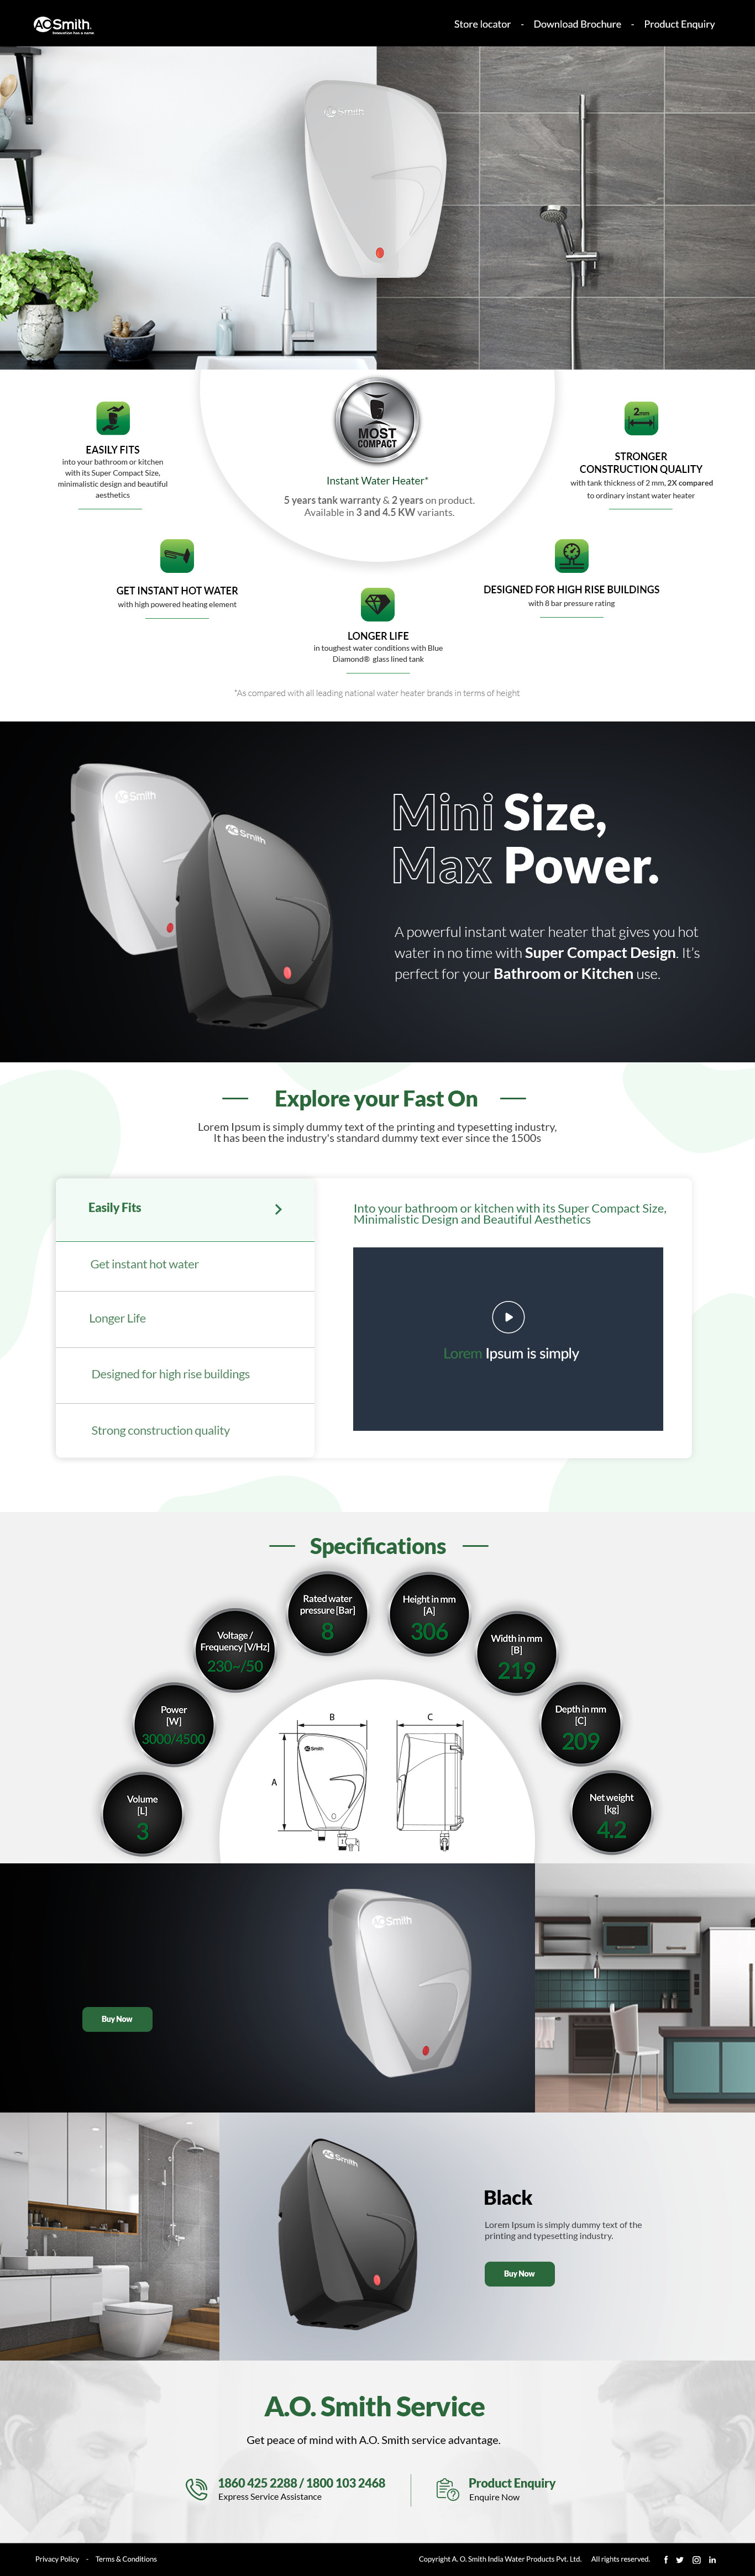 AO Smith.
Innovation has a name.
Store locator - Download Brochure - Product Enquiry
AO Smith
MOST
COMPACT
Instant Water Heater*
5 years tank warranty & 2 years on product.
Available in 3 and 4.5 KW variants.
EASILY FITS
into your bathroom or kitchen
with its Super Compact Size,
minimalistic design and beautiful
aesthetics
2mm
STRONGER
CONSTRUCTION QUALITY
with tank thickness of 2 mm, 2X compared
to ordinary instant water heater
GET INSTANT HOT WATER
with high powered heating element
DESIGNED FOR HIGH RISE BUILDINGS
with 8 bar pressure rating
LONGER LIFE
in toughest water conditions with Blue
Diamond® glass lined tank
*As compared with all leading national water heater brands in terms of height
AO Smith
AO Smith
Mini Size,
Max Power.
A powerful instant water heater that gives you hot
water in no time with Super Compact Design. It's
perfect for your Bathroom or Kitchen use.
Explore your Fast On
Lorem Ipsum is simply dummy text of the printing and typesetting industry,
It has been the industry's standard dummy text ever since the 1500s
Easily Fits
Get instant hot water
Longer Life
Designed for high rise buildings
Strong construction quality
Into your bathroom or kitchen with its Super Compact Size,
Minimalistic Design and Beautiful Aesthetics
Lorem Ipsum is simply
Specifications
Volume
[L]
3
Power
[W]
3000/4500
Voltage /
Frequency [V/Hz]
230~/50
Rated water
pressure [Bar]
8
Height in mm
[A]
306
Width in mm
[B]
219
Depth in mm
[C]
209
Net weight
[kg]
4.2
B
C
A
AO Smith
AO Smith
Buy Now
AO Smith
Black
Lorem Ipsum is simply dummy text of the
printing and typesetting industry.
Buy Now
A.O. Smith Service
Get peace of mind with A.O. Smith service advantage.
1860 425 2288 / 1800 103 2468
Express Service Assistance
Product Enquiry
Enquire Now
Privacy Policy - Terms & Conditions
Copyright A. O. Smith India Water Products Pvt. Ltd. All rights reserved.